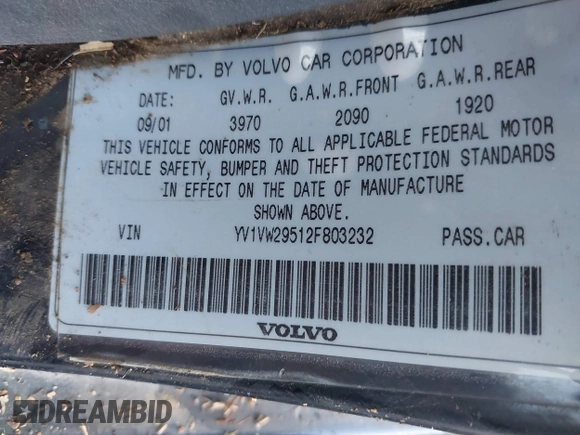 MFD. BY VOLVO CAR CORPORATION
DATE: GV.W.R. G.A.W.R.FRONT G.A.W.R.REAR
09/01 3970 2090 1920
THIS VEHICLE CONFORMS TO ALL APPLICABLE FEDERAL MOTOR
VEHICLE SAFETY, BUMPER AND THEFT PROTECTION STANDARDS
IN EFFECT ON THE DATE OF MANUFACTURE
SHOWN ABOVE.
VIN YV1VW29512F803232 PASS.CAR
VOLVO
DREAMBID